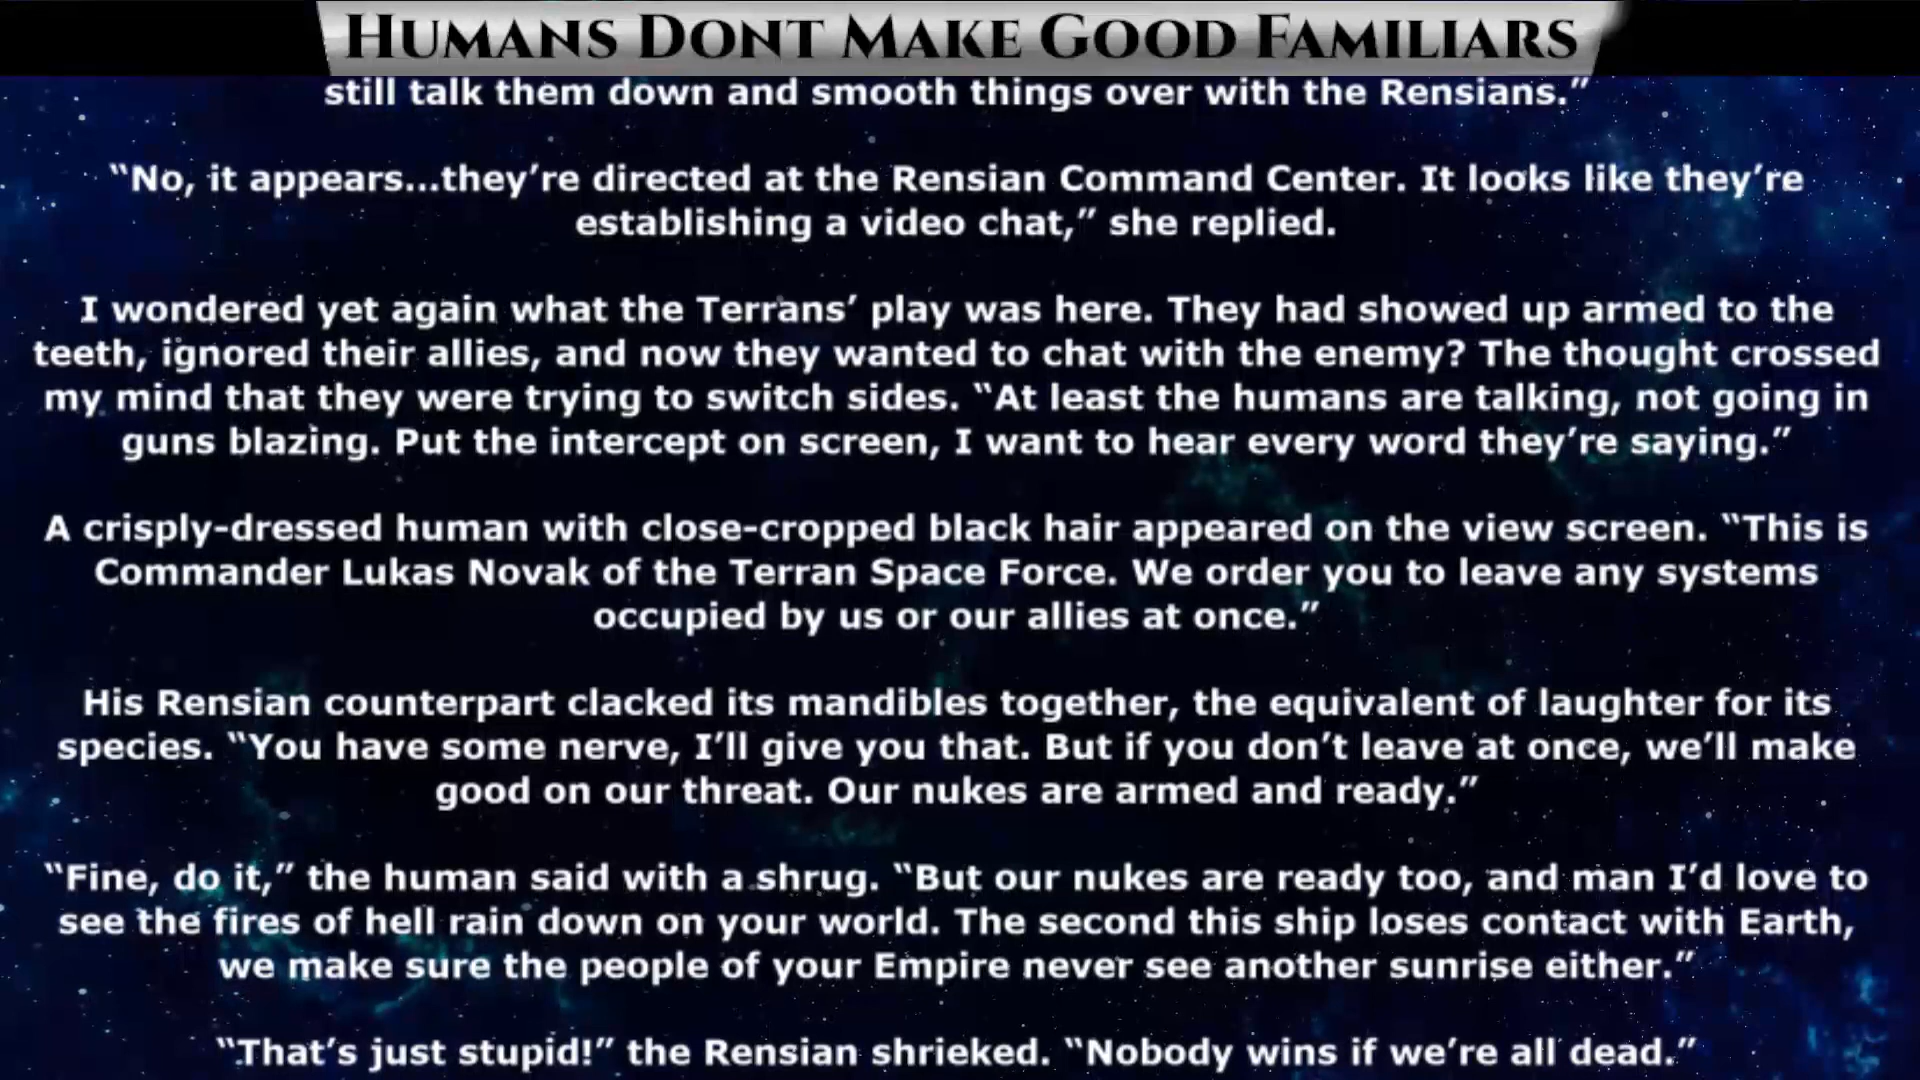 HUMANS DONT MAKE GOOD FAMILIARS
still talk them down and smooth things over with the Rensians.”
“No, it appears...they’re directed at the Rensian Command Center. It looks like they’re
establishing a video chat,” she replied.
I wondered yet again what the Terrans’ play was here. They had showed up armed to the
teeth, ignored their allies, and now they wanted to chat with the enemy? The thought crossed
my mind that they were trying to switch sides. “At least the humans are talking, not going in
guns blazing. Put the intercept on screen, I want to hear every word they’re saying.”
A crisply-dressed human with close-cropped black hair appeared on the view screen. “This is
Commander Lukas Novak of the Terran Space Force. We order you to leave any systems
occupied by us or our allies at once.”
His Rensian counterpart clacked its mandibles together, the equivalent of laughter for its
species. “You have some nerve, I’ll give you that. But if you don’t leave at once, we’ll make
good on our threat. Our nukes are armed and ready.”
“Fine, do it,” the human said with a shrug. “But our nukes are ready too, and man I’d love to
see the fires of hell rain down on your world. The second this ship loses contact with Earth,
we make sure the people of your Empire never see another sunrise either.”
“That’s just stupid!” the Rensian shrieked. “Nobody wins if we’re all dead.”